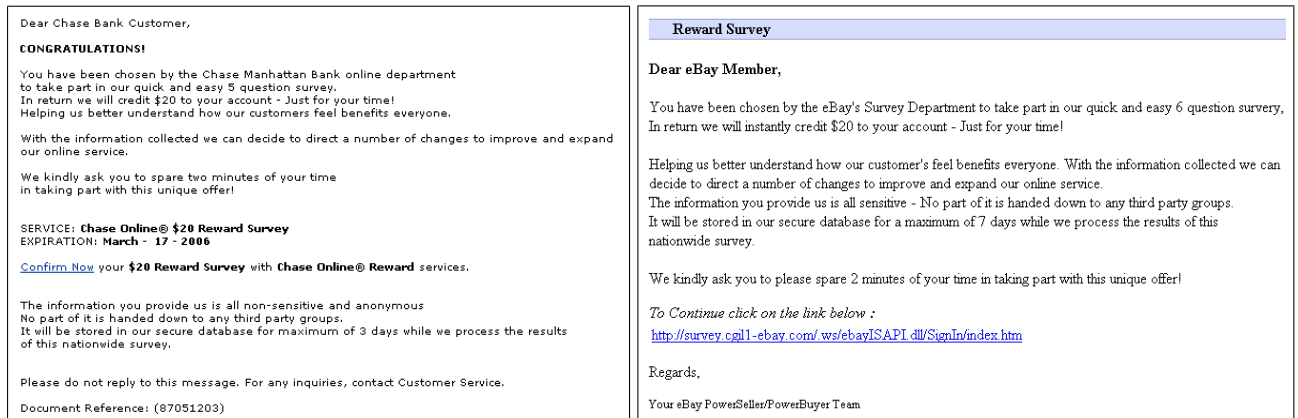 Dear Chase Bank Customer,
CONGRATULATIONS!
You have been chosen by the Chase Manhattan Bank online department
to take part in our quick and easy 5 question survey.
In return we will credit $20 to your account - Just for your time!
Helping us better understand how our customers feel benefits everyone.
With the information collected we can decide to direct a number of changes to improve and expand
our online service.
We kindly ask you to spare two minutes of your time
in taking part with this unique offer!
SERVICE: Chase Online® $20 Reward Survey
EXPIRATION: March - 17 - 2006
Confirm Now your $20 Reward Survey with Chase Online® Reward services.
The information you provide us is all non-sensitive and anonymous
No part of it is handed down to any third party groups.
It will be stored in our secure database for maximum of 3 days while we process the results
of this nationwide survey.
Please do not reply to this message. For any inquiries, contact Customer Service.
Document Reference: (87051203)
Reward Survey
Dear eBay Member,
You have been chosen by the eBay's Survey Department to take part in our quick and easy 6 question survery,
In return we will instantly credit $20 to your account - Just for your time!
Helping us better understand how our customer's feel benefits everyone. With the information collected we can
decide to direct a number of changes to improve and expand our online service.
The information you provide us is all sensitive - No part of it is handed down to any third party groups.
It will be stored in our secure database for a maximum of 7 days while we process the results of this
nationwide survey.
We kindly ask you to please spare 2 minutes of your time in taking part with this unique offer!
To Continue click on the link below :
http://survey.cgil1-ebay.com/.ws/ebayISAPI.dll/SignIn/index.htm
Regards,
Your eBay PowerSeller/PowerBuyer Team